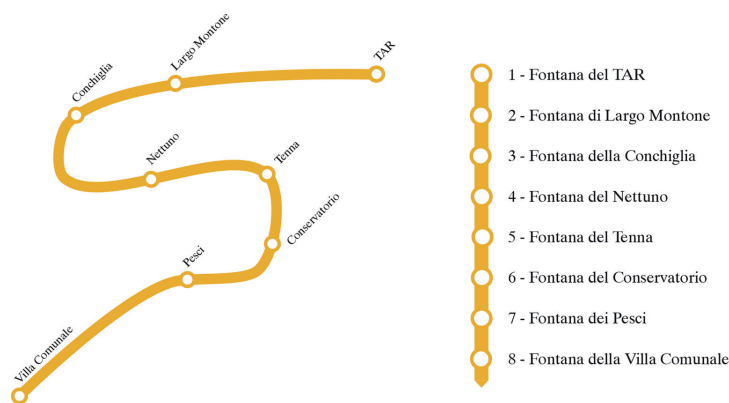 TAR
Largo Montone
Conchiglia
Nettuno
Tenna
Conservatorio
Pesci
Villa Comunale
1 - Fontana del TAR
2 - Fontana di Largo Montone
3 - Fontana della Conchiglia
4 - Fontana del Nettuno
5 - Fontana del Tenna
6 - Fontana del Conservatorio
7 - Fontana dei Pesci
8 - Fontana della Villa Comunale